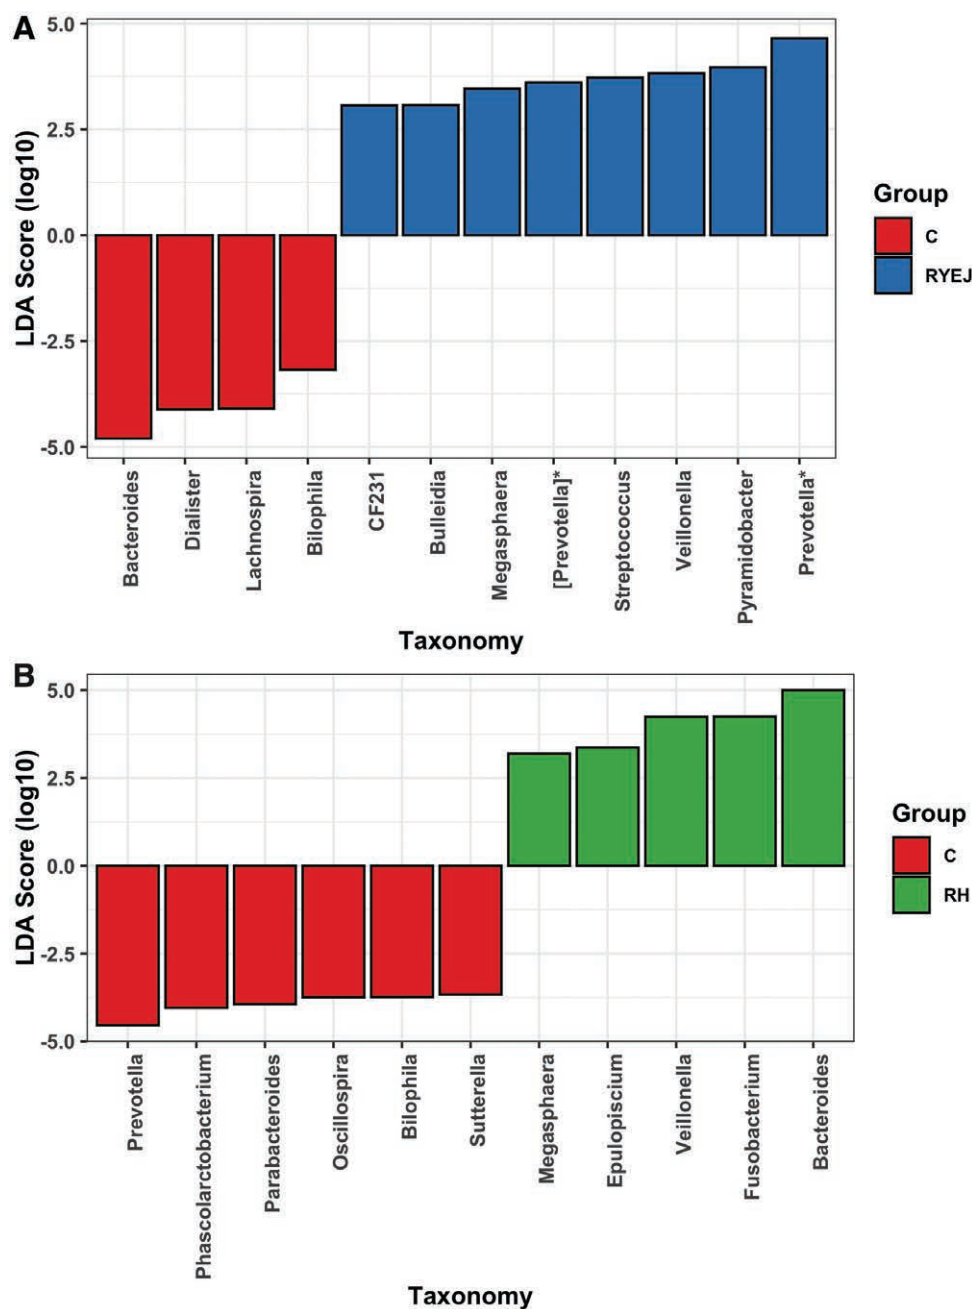 A
LDA Score (log10)
5.0
2.5
0.0
-2.5
-5.0
Bacteroides
Dialister
Lachnospira
Bilophila
CF231
Bulleidia
Megasphaera
[Prevotella]*
Streptococcus
Veillonella
Pyramidobacter
Prevotella*
Taxonomy
Group
C
RYEJ
B
LDA Score (log10)
5.0
2.5
0.0
-2.5
-5.0
Prevotella
Phascolarctobacterium
Parabacteroides
Oscillospira
Bilophila
Sutterella
Megasphaera
Epulopiscium
Veillonella
Fusobacterium
Bacteroides
Taxonomy
Group
C
RH